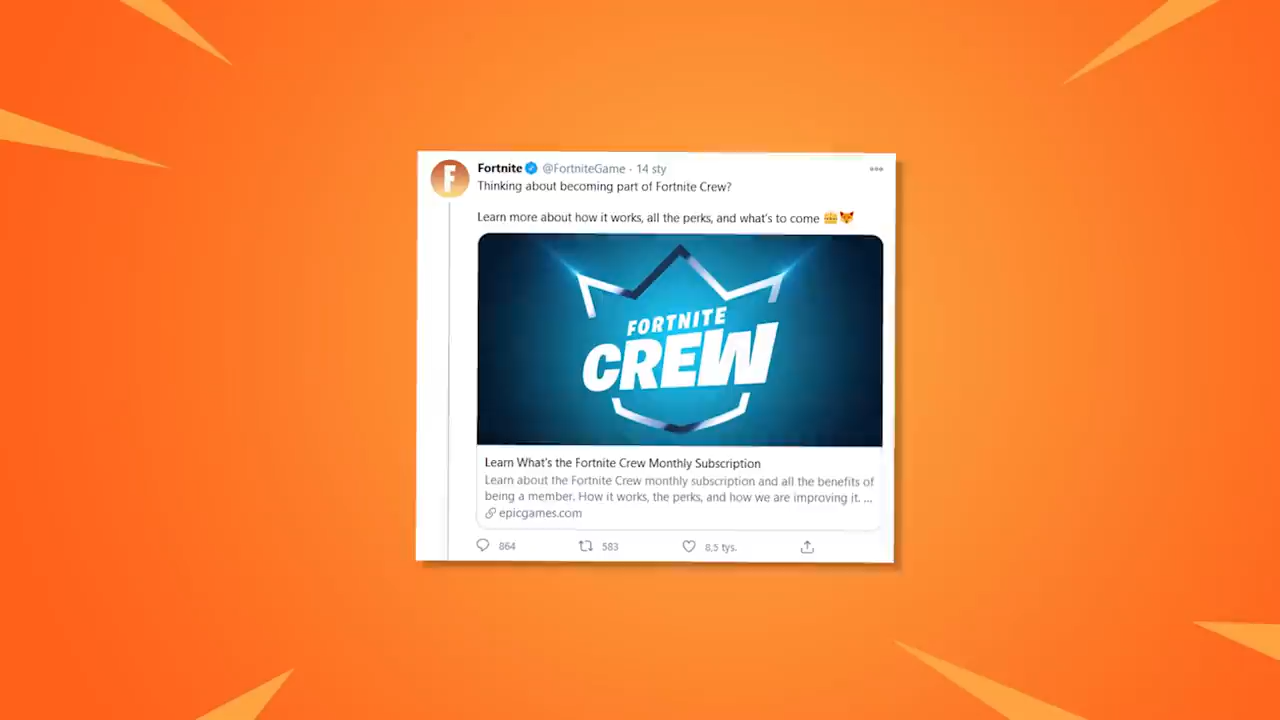 Fortnite @FortniteGame · 14 sty
Thinking about becoming part of Fortnite Crew?
Learn more about how it works, all the perks, and what's to come 🍔🦊
FORTNITE
CREW
Learn What's the Fortnite Crew Monthly Subscription
Learn about the Fortnite Crew monthly subscription and all the benefits of
being a member. How it works, the perks, and how we are improving it. ...
epicgames.com
864 583 8,5 tys.